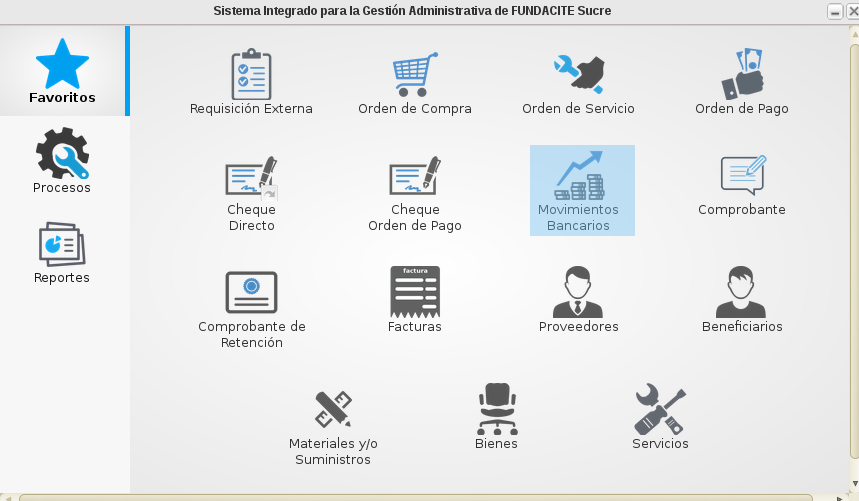 Sistema Integrado para la Gestión Administrativa de FUNDACITE Sucre
Favoritos
Procesos
Reportes
Requisición Externa
Orden de Compra
Orden de Servicio
Orden de Pago
Cheque
Directo
Cheque
Orden de Pago
Movimientos
Bancarios
Comprobante
Comprobante de
Retención
factura
Facturas
Proveedores
Beneficiarios
Materiales y/o
Suministros
Bienes
Servicios